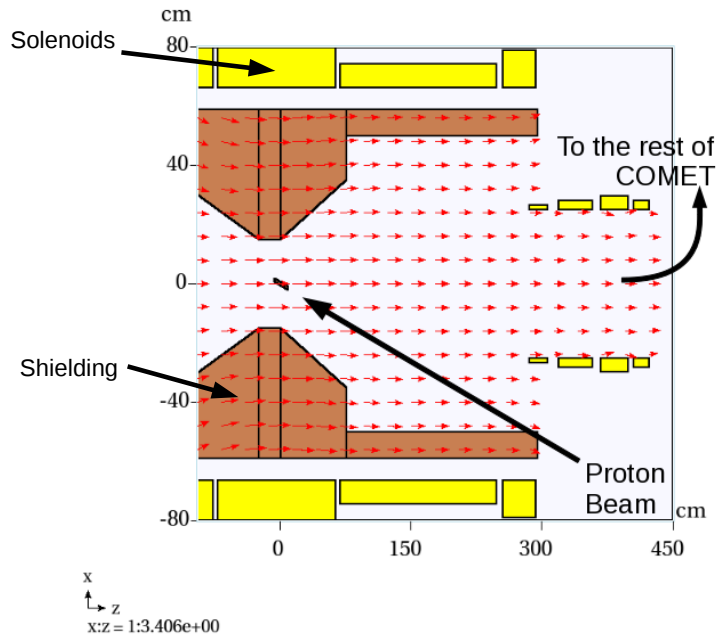 cm
Solenoids
80
40
To the rest of
COMET
0
Shielding
-40
Proton
Beam
-80
cm
0 150 300 450
x
z
x:z = 1:3.406e+00